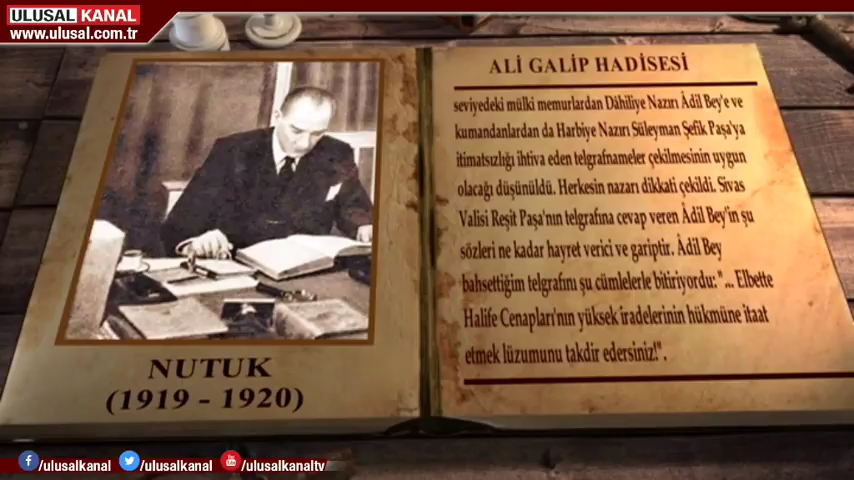 ULUSAL KANAL
www.ulusal.com.tr
NUTUK
(1919 - 1920)
ALİ GALİP HADİSESİ
seviyedeki mülki memurlardan Dâhiliye Nazırı Âdil Bey'e ve
kumandanlardan da Harbiye Nazırı Süleyman Şefik Paşa'ya
itimatsızlığı ihtiva eden telgrafnameler çekilmesinin uygun
olacağı düşünüldü. Herkesin nazarı dikkati çekildi. Sivas
Valisi Reşit Paşa'nın telgrafına cevap veren Âdil Bey'in şu
sözleri ne kadar hayret verici ve gariptir. Âdil Bey
bahsettiğim telgrafını şu cümlelerle bitiriyordu:" ... Elbette
Halife Cenapları'nın yüksek iradelerinin hükmüne itaat
etmek lüzumunu takdir edersiniz!".
/ulusalkanal
/ulusalkanal
/ulusalkanaltv